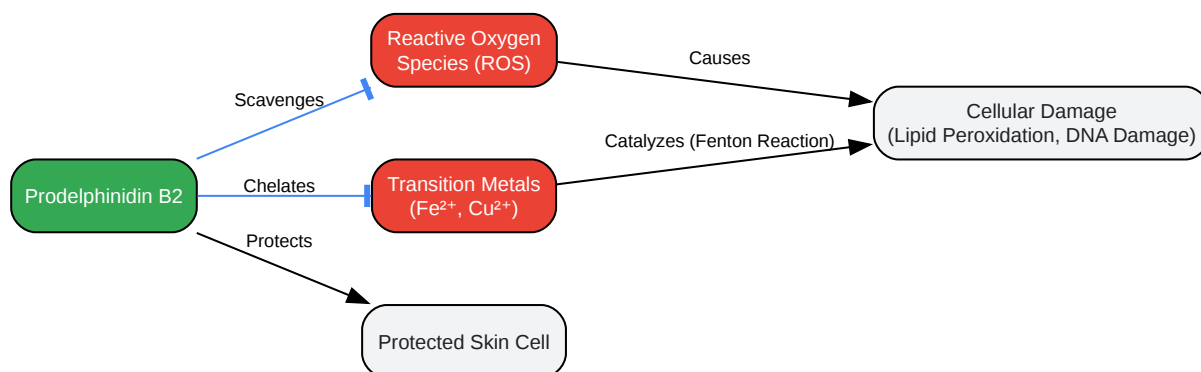 Reactive Oxygen
Species (ROS)
Causes
Scavenges
Cellular Damage
(Lipid Peroxidation, DNA Damage)
Catalyzes (Fenton Reaction)
Prodelphinidin B2
Chelates
Transition Metals
(Fe²⁺, Cu²⁺)
Protects
Protected Skin Cell